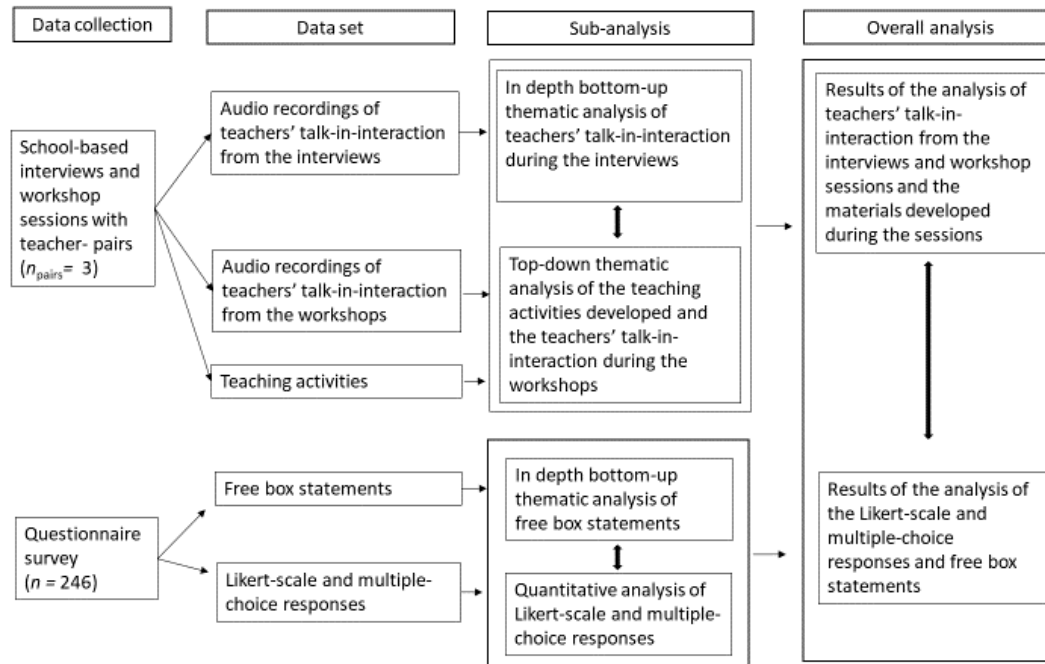 Data collection
Data set
Sub-analysis
Overall analysis
School-based
interviews and
workshop
sessions with
teacher- pairs
(npairs= 3)
Audio recordings of
teachers' talk-in-interaction
from the interviews
Audio recordings of
teachers' talk-in-interaction
from the workshops
Teaching activities
In depth bottom-up
thematic analysis of
teachers' talk-in-interaction
during the interviews
Top-down thematic
analysis of the teaching
activities developed and
the teachers' talk-in-
interaction during the
workshops
Results of the analysis of
teachers' talk-in-
interaction from the
interviews and workshop
sessions and the
materials developed
during the sessions
Questionnaire
survey
(n = 246)
Free box statements
Likert-scale and multiple-
choice responses
In depth bottom-up
thematic analysis of
free box statements
Quantitative analysis of
Likert-scale and multiple-
choice responses
Results of the analysis of
the Likert-scale and
multiple-choice
responses and free box
statements